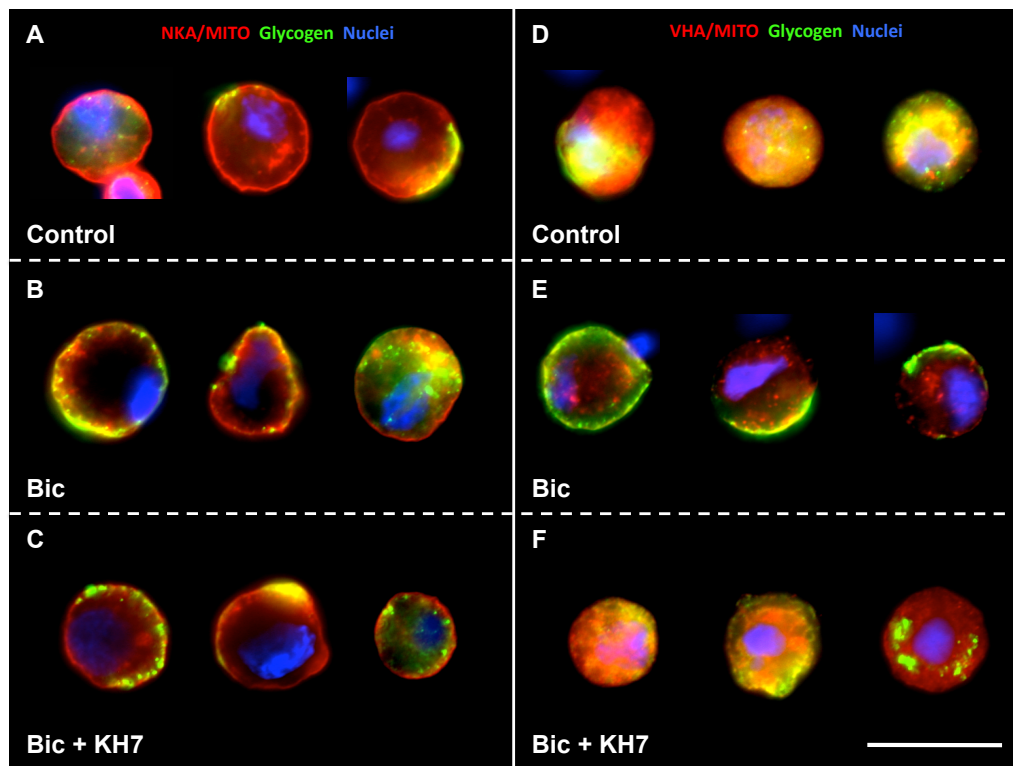 A
NKA/MITO Glycogen Nuclei
Control
B
Bic
C
Bic + KH7
D
VHA/MITO Glycogen Nuclei
Control
E
Bic
F
Bic + KH7